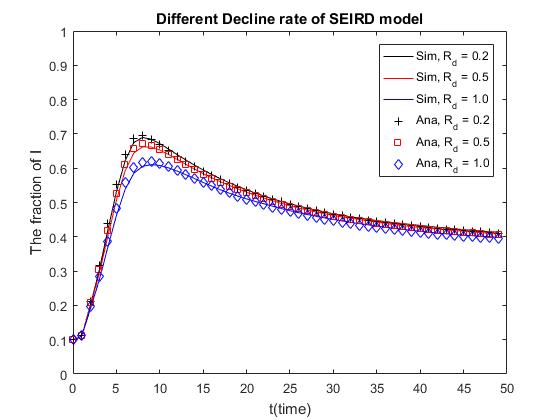 Different Decline rate of SEIRD model
The fraction of I
1
0.9
0.8
0.7
0.6
0.5
0.4
0.3
0.2
0.1
0
Sim, R_d = 0.2
Sim, R_d = 0.5
Sim, R_d = 1.0
Ana, R_d = 0.2
Ana, R_d = 0.5
Ana, R_d = 1.0
0 5 10 15 20 25 30 35 40 45 50
t(time)